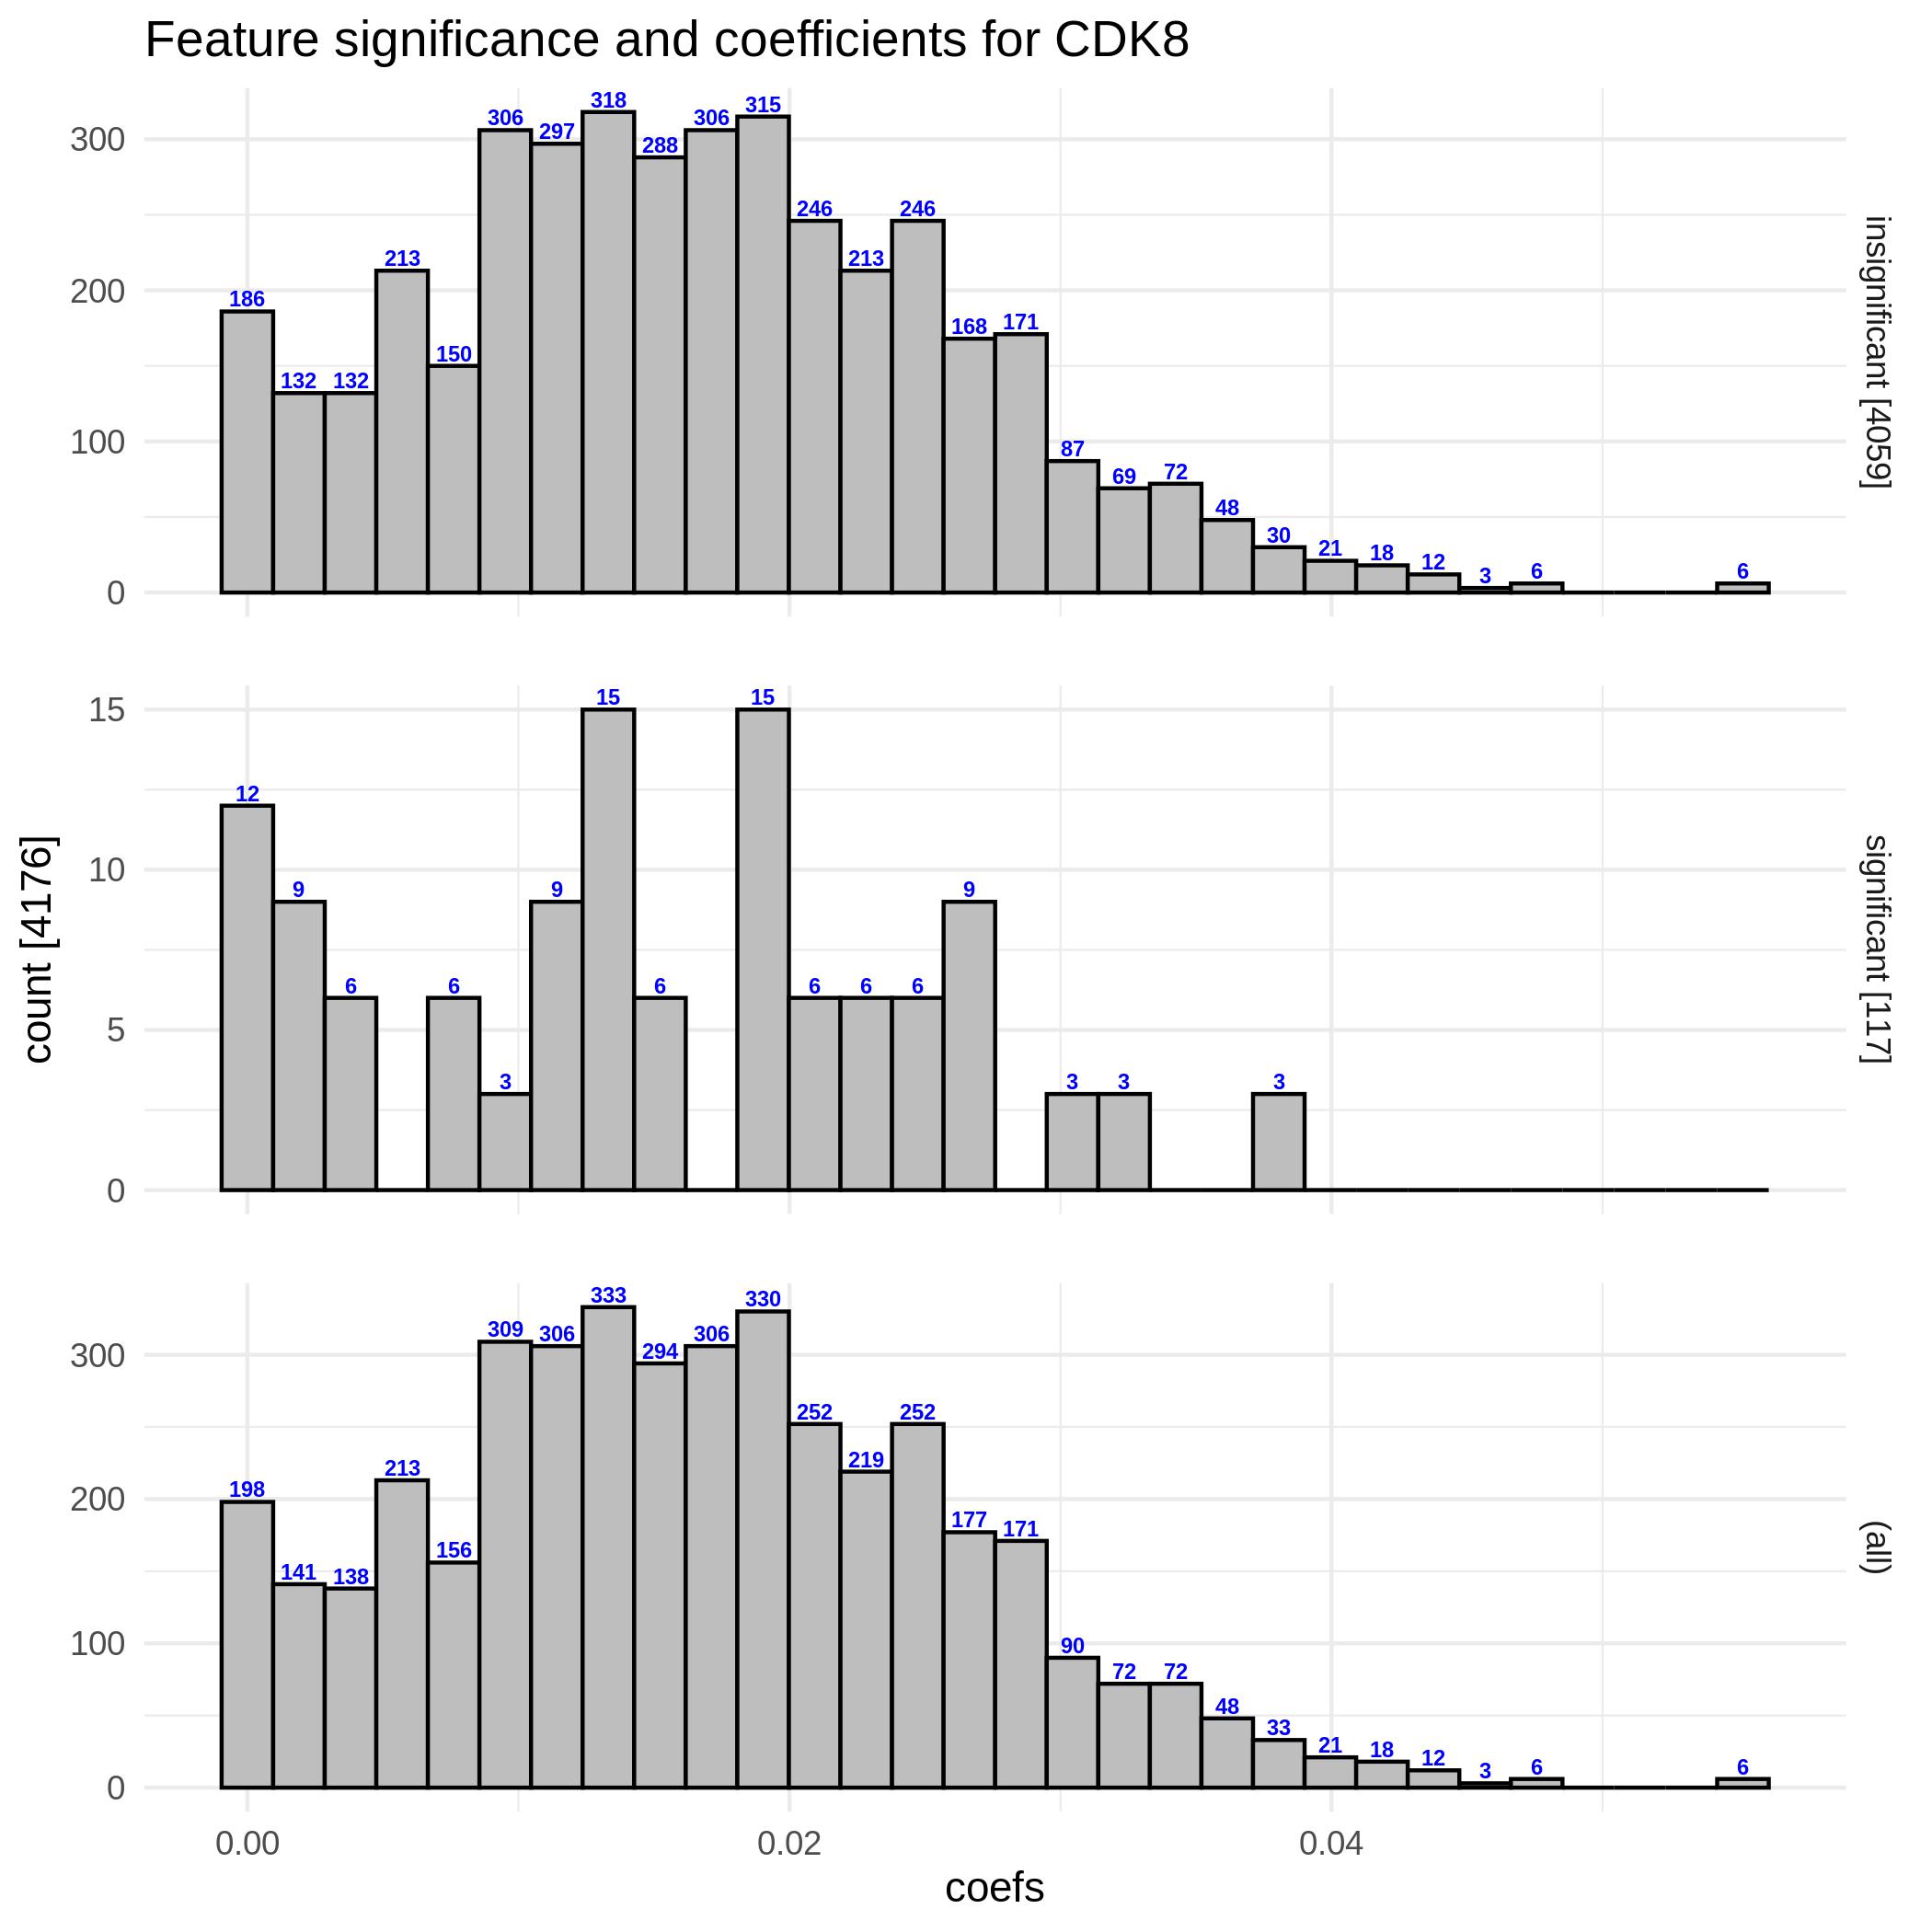 Feature significance and coefficients for CDK8
318
306 297 288 306 315
246 213 246
213
186
132 132 150
168 171
87 69 72 48 30 21 18 12 3 6 6
300
200
100
0
insignificant [4059]
15 15
12
9 9 9
6 6 6 6 6 6
3 3 3 3
15
10
5
0
significant [117]
count [4176]
333
309 306 294 306 330
252 219 252
213
198
141 138 156
177 171
90 72 72 48 33 21 18 12 3 6 6
300
200
100
0
(all)
0.00 0.02 0.04
coefs